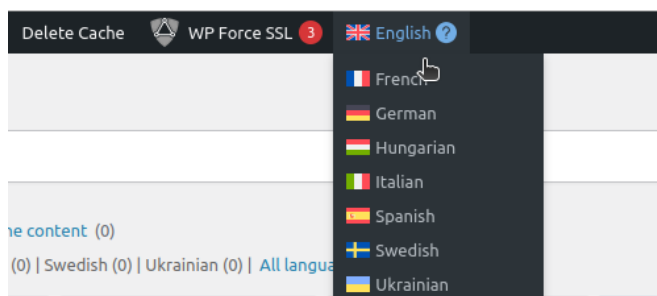 Delete Cache WP Force SSL 3 English ?
French
German
Hungarian
Italian
Spanish
ne content (0)
Swedish
(0) | Swedish (0) | Ukrainian (0) | All langua
Ukrainian